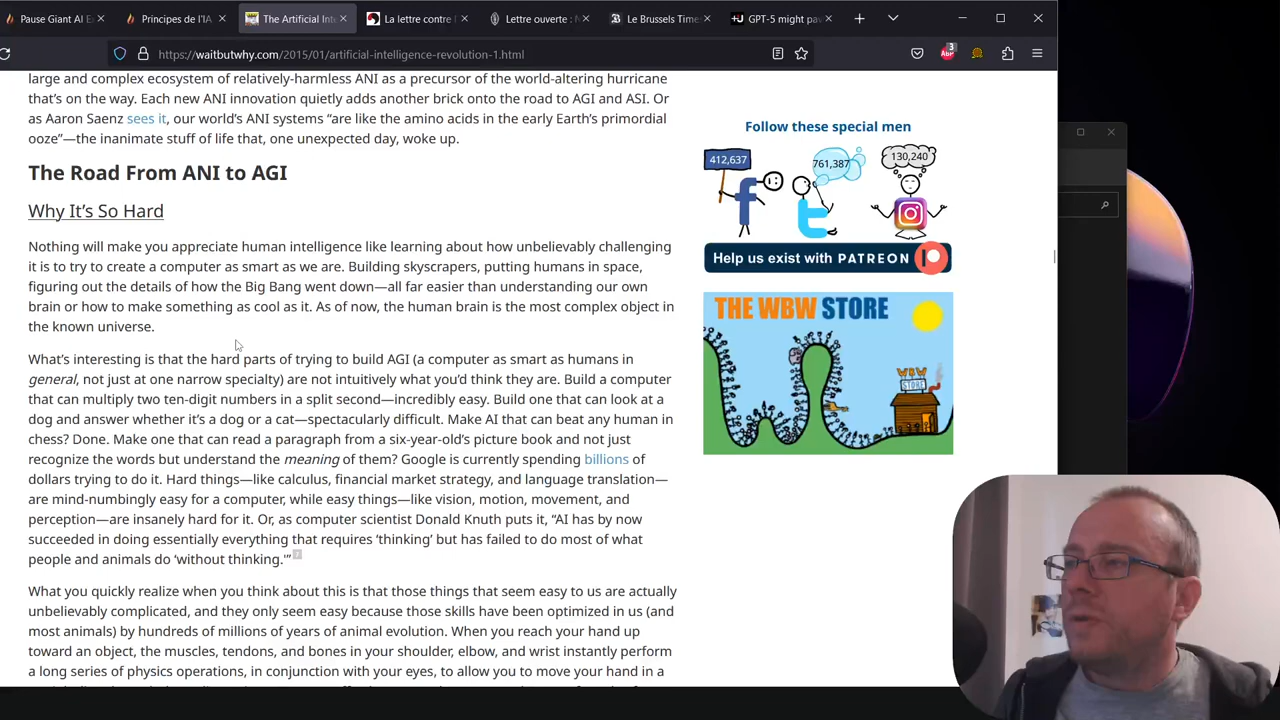 Pause Giant AI Ex
Principes de l'IA
The Artificial Inte
La lettre contre l
Lettre ouverte : N
Le Brussels Times
GPT-5 might pav
https://waitbutwhy.com/2015/01/artificial-intelligence-revolution-1.html
3
large and complex ecosystem of relatively-harmless ANI as a precursor of the world-altering hurricane
that's on the way. Each new ANI innovation quietly adds another brick onto the road to AGI and ASI. Or
as Aaron Saenz sees it, our world's ANI systems “are like the amino acids in the early Earth's primordial
ooze”—the inanimate stuff of life that, one unexpected day, woke up.
The Road From ANI to AGI
Why It's So Hard
Nothing will make you appreciate human intelligence like learning about how unbelievably challenging
it is to try to create a computer as smart as we are. Building skyscrapers, putting humans in space,
figuring out the details of how the Big Bang went down—all far easier than understanding our own
brain or how to make something as cool as it. As of now, the human brain is the most complex object in
the known universe.
What's interesting is that the hard parts of trying to build AGI (a computer as smart as humans in
general, not just at one narrow specialty) are not intuitively what you'd think they are. Build a computer
that can multiply two ten-digit numbers in a split second—incredibly easy. Build one that can look at a
dog and answer whether it's a dog or a cat—spectacularly difficult. Make AI that can beat any human in
chess? Done. Make one that can read a paragraph from a six-year-old's picture book and not just
recognize the words but understand the meaning of them? Google is currently spending billions of
dollars trying to do it. Hard things—like calculus, financial market strategy, and language translation—
are mind-numbingly easy for a computer, while easy things—like vision, motion, movement, and
perception—are insanely hard for it. Or, as computer scientist Donald Knuth puts it, “AI has by now
succeeded in doing essentially everything that requires ‘thinking’ but has failed to do most of what
people and animals do ‘without thinking.’”
What you quickly realize when you think about this is that those things that seem easy to us are actually
unbelievably complicated, and they only seem easy because those skills have been optimized in us (and
most animals) by hundreds of millions of years of animal evolution. When you reach your hand up
toward an object, the muscles, tendons, and bones in your shoulder, elbow, and wrist instantly perform
a long series of physics operations, in conjunction with your eyes, to allow you to move your hand in a
Follow these special men
412,637
761,387
130,240
Help us exist with PATREON
THE WBW STORE
STORE